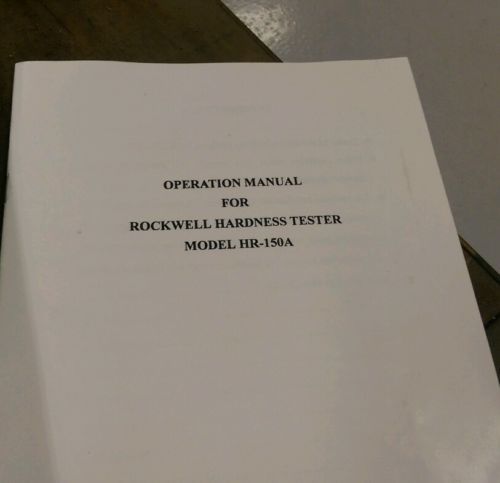 OPERATION MANUAL
FOR
ROCKWELL HARDNESS TESTER
MODEL HR-150A